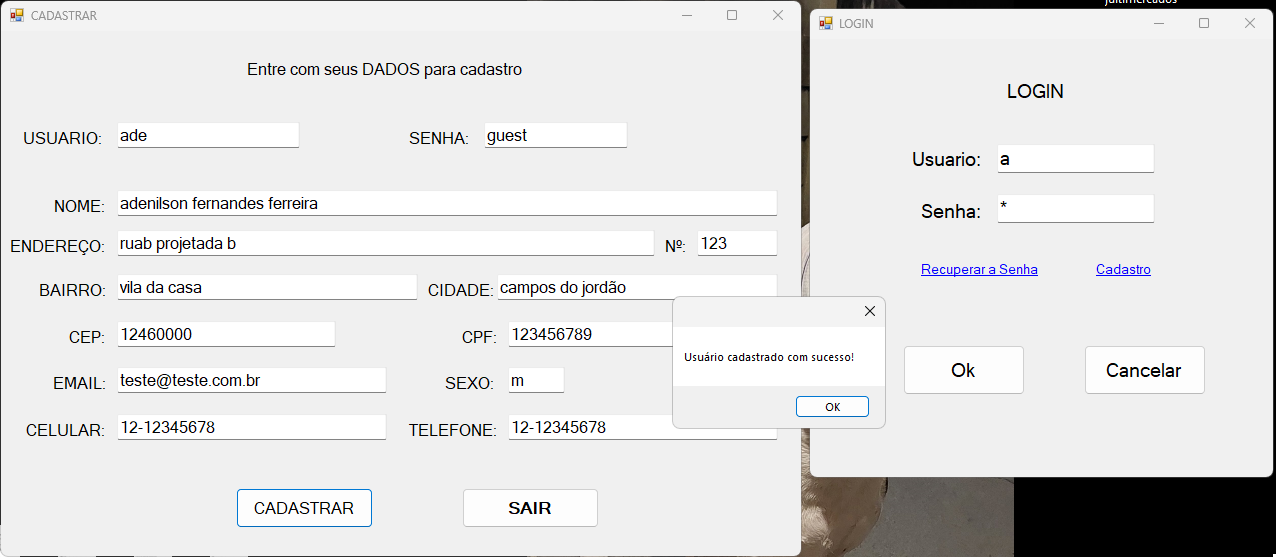 CADASTRAR
Entre com seus DADOS para cadastro
USUARIO: ade SENHA: guest
NOME: adenilson fernandes ferreira
ENDEREÇO: ruab projetada b Nº: 123
BAIRRO: vila da casa CIDADE: campos do jordão
CEP: 12460000 CPF: 123456789
EMAIL: teste@teste.com.br SEXO: m
CELULAR: 12-12345678 TELEFONE: 12-12345678
CADASTRAR SAIR
Usuário cadastrado com sucesso!
OK
LOGIN
LOGIN
Usuario: a
Senha: *
Recuperar a Senha Cadastro
Ok Cancelar